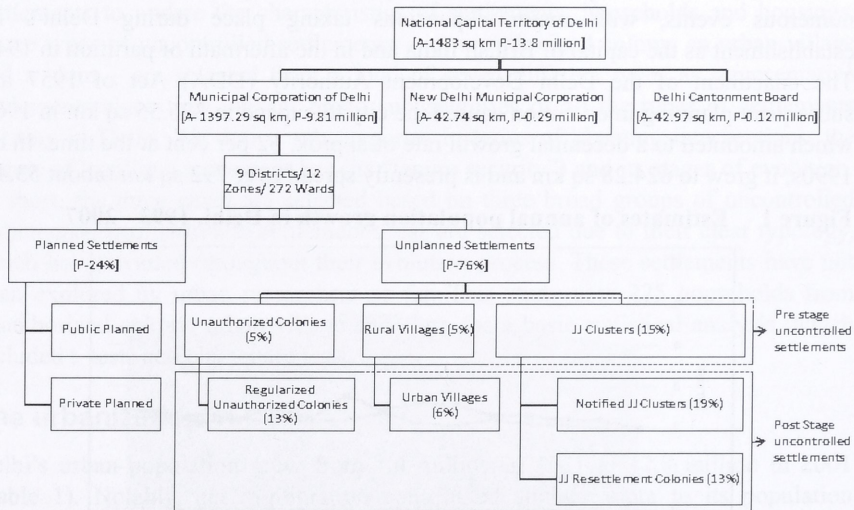 National Capital Territory of Delhi
[A-1483 sq km P-13.8 million]
Municipal Corporation of Delhi
[A- 1397.29 sq km, P-9.81 million]
New Delhi Municipal Corporation
[A- 42.74 sq km, P-0.29 million]
Delhi Cantonment Board
[A- 42.97 sq km, P-0.12 million]
9 Districts/ 12
Zones/ 272 Wards
Planned Settlements
[P-24%]
Unplanned Settlements
[P-76%]
Public Planned
Unauthorized Colonies
(5%)
Rural Villages (5%)
JJ Clusters (15%)
Pre stage
uncontrolled
settlements
Private Planned
Regularized
Unauthorized Colonies
(13%)
Urban Villages
(6%)
Notified JJ Clusters (19%)
Post Stage
uncontrolled
settlements
JJ Resettlement Colonies (13%)